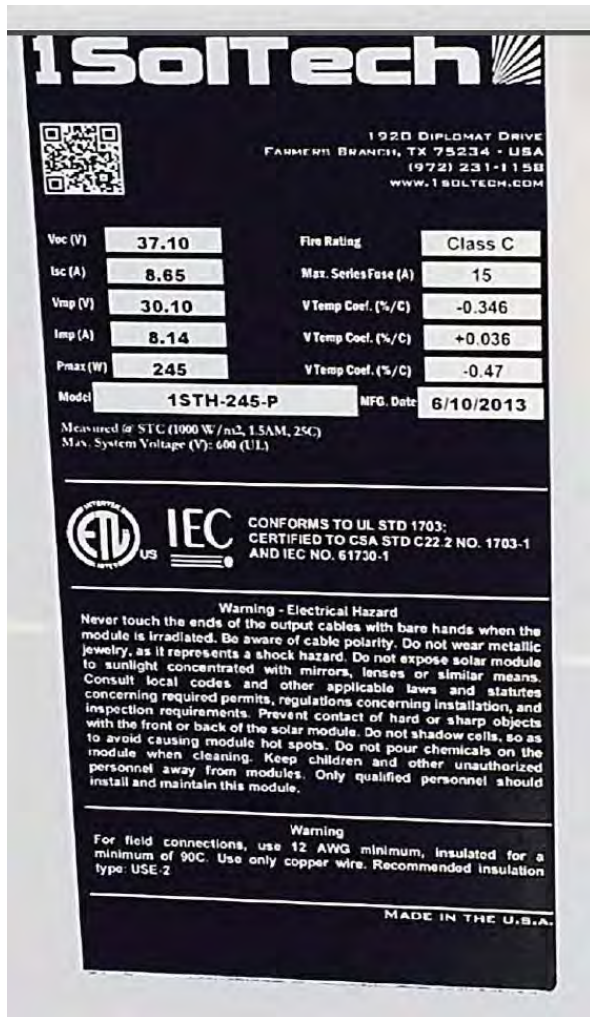 1SolTech
1920 DIPLOMAT DRIVE
FARMERS BRANCH, TX 75234 - USA
(972) 231-1158
WWW.1SOLTECH.COM
Voc (V) 37.10 Fire Rating Class C
Isc (A) 8.65 Max. Series Fuse (A) 15
Vmp (V) 30.10 V Temp Coef. (%/C) -0.346
Imp (A) 8.14 V Temp Coef. (%/C) +0.036
Pmax (W) 245 V Temp Coef. (%/C) -0.47
Model 1STH-245-P MFG. Date 6/10/2013
Measured @ STC (1000 W/m2, 1.5AM, 25C)
Max. System Voltage (V): 600 (UL)
INTERTEK
ETL US
IEC
CONFORMS TO UL STD 1703;
CERTIFIED TO CSA STD C22.2 NO. 1703-1
AND IEC NO. 61730-1
Warning - Electrical Hazard
Never touch the ends of the output cables with bare hands when the
module is irradiated. Be aware of cable polarity. Do not wear metallic
jewelry, as it represents a shock hazard. Do not expose solar module
to sunlight concentrated with mirrors, lenses or similar means.
Consult local codes and other applicable laws and statutes
concerning required permits, regulations concerning installation, and
inspection requirements. Prevent contact of hard or sharp objects
with the front or back of the solar module. Do not shadow cells, so as
to avoid causing module hot spots. Do not pour chemicals on the
module when cleaning. Keep children and other unauthorized
personnel away from modules. Only qualified personnel should
install and maintain this module.
Warning
For field connections, use 12 AWG minimum, insulated for a
minimum of 90C. Use only copper wire. Recommended insulation
type: USE-2
MADE IN THE U.S.A.